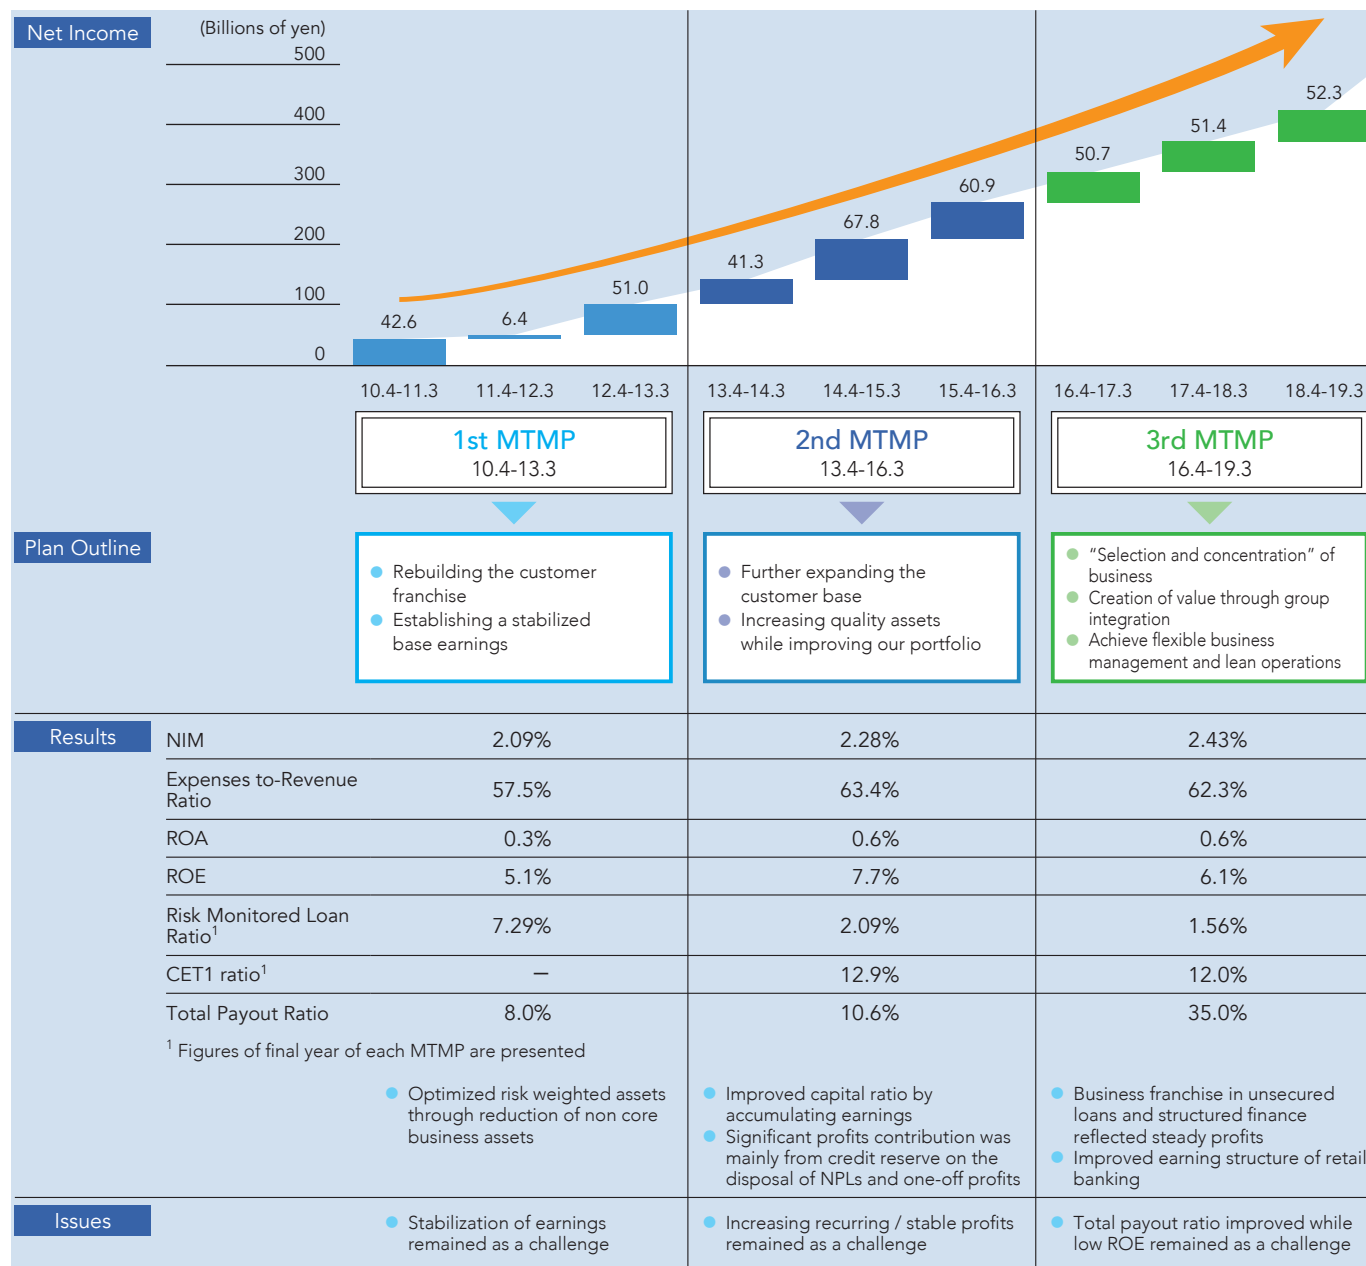 Net Income
(Billions of yen)
500
400
300
200
100
0
42.6
6.4
51.0
41.3
67.8
60.9
50.7
51.4
52.3
10.4-11.3 11.4-12.3 12.4-13.3 13.4-14.3 14.4-15.3 15.4-16.3 16.4-17.3 17.4-18.3 18.4-19.3
1st MTMP
10.4-13.3
2nd MTMP
13.4-16.3
3rd MTMP
16.4-19.3
Plan Outline
● Rebuilding the customer
franchise
● Establishing a stabilized
base earnings
● Further expanding the
customer base
● Increasing quality assets
while improving our portfolio
● “Selection and concentration” of
business
● Creation of value through group
integration
● Achieve flexible business
management and lean operations
Results
NIM 2.09% 2.28% 2.43%
Expenses to-Revenue
Ratio 57.5% 63.4% 62.3%
ROA 0.3% 0.6% 0.6%
ROE 5.1% 7.7% 6.1%
Risk Monitored Loan
Ratio1 7.29% 2.09% 1.56%
CET1 ratio1 — 12.9% 12.0%
Total Payout Ratio 8.0% 10.6% 35.0%
1 Figures of final year of each MTMP are presented
● Optimized risk weighted assets
through reduction of non core
business assets
● Improved capital ratio by
accumulating earnings
● Significant profits contribution was
mainly from credit reserve on the
disposal of NPLs and one-off profits
● Business franchise in unsecured
loans and structured finance
reflected steady profits
● Improved earning structure of retail
banking
Issues
● Stabilization of earnings
remained as a challenge
● Increasing recurring / stable profits
remained as a challenge
● Total payout ratio improved while
low ROE remained as a challenge